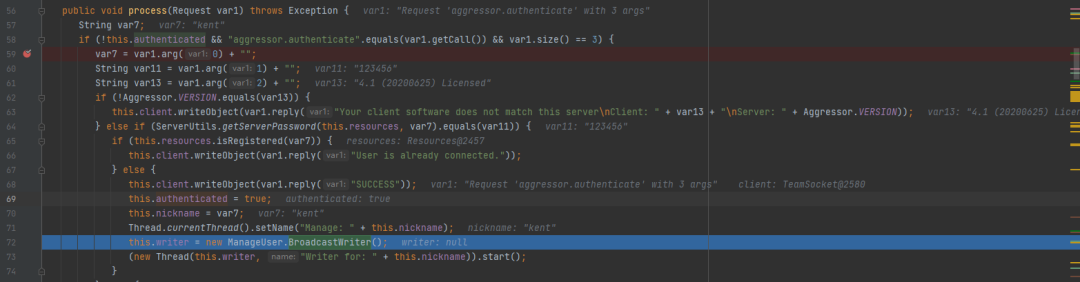 56 public void process(Request var1) throws Exception { var1: "Request 'aggressor.authenticate' with 3 args"
57 String var7; var7: "kent"
58 if (!this.authenticated && "aggressor.authenticate".equals(var1.getCall()) && var1.size() == 3) {
59 var7 = var1.arg( var1: 0) + "";
60 String var11 = var1.arg( var1: 1) + ""; var11: "123456"
61 String var13 = var1.arg( var1: 2) + ""; var13: "4.1 (20200625) Licensed"
62 if (!Aggressor.VERSION.equals(var13)) {
63 this.client.writeObject(var1.reply( var1: "Your client software does not match this server\nClient: " + var13 + "\nServer: " + Aggressor.VERSION)); var13: "4.1 (20200625) Licen
64 } else if (ServerUtils.getServerPassword(this.resources, var7).equals(var11)) { var11: "123456"
65 if (this.resources.isRegistered(var7)) { resources: Resources@2457
66 this.client.writeObject(var1.reply( var1: "User is already connected."));
67 } else {
68 this.client.writeObject(var1.reply( var1: "SUCCESS")); var1: "Request 'aggressor.authenticate' with 3 args" client: TeamSocket@2580
69 this.authenticated = true; authenticated: true
70 this.nickname = var7; var7: "kent"
71 Thread.currentThread().setName("Manage: " + this.nickname); nickname: "kent"
72 this.writer = new ManageUser.BroadcastWriter(); writer: null
73 (new Thread(this.writer, name: "Writer for: " + this.nickname)).start();
74 }